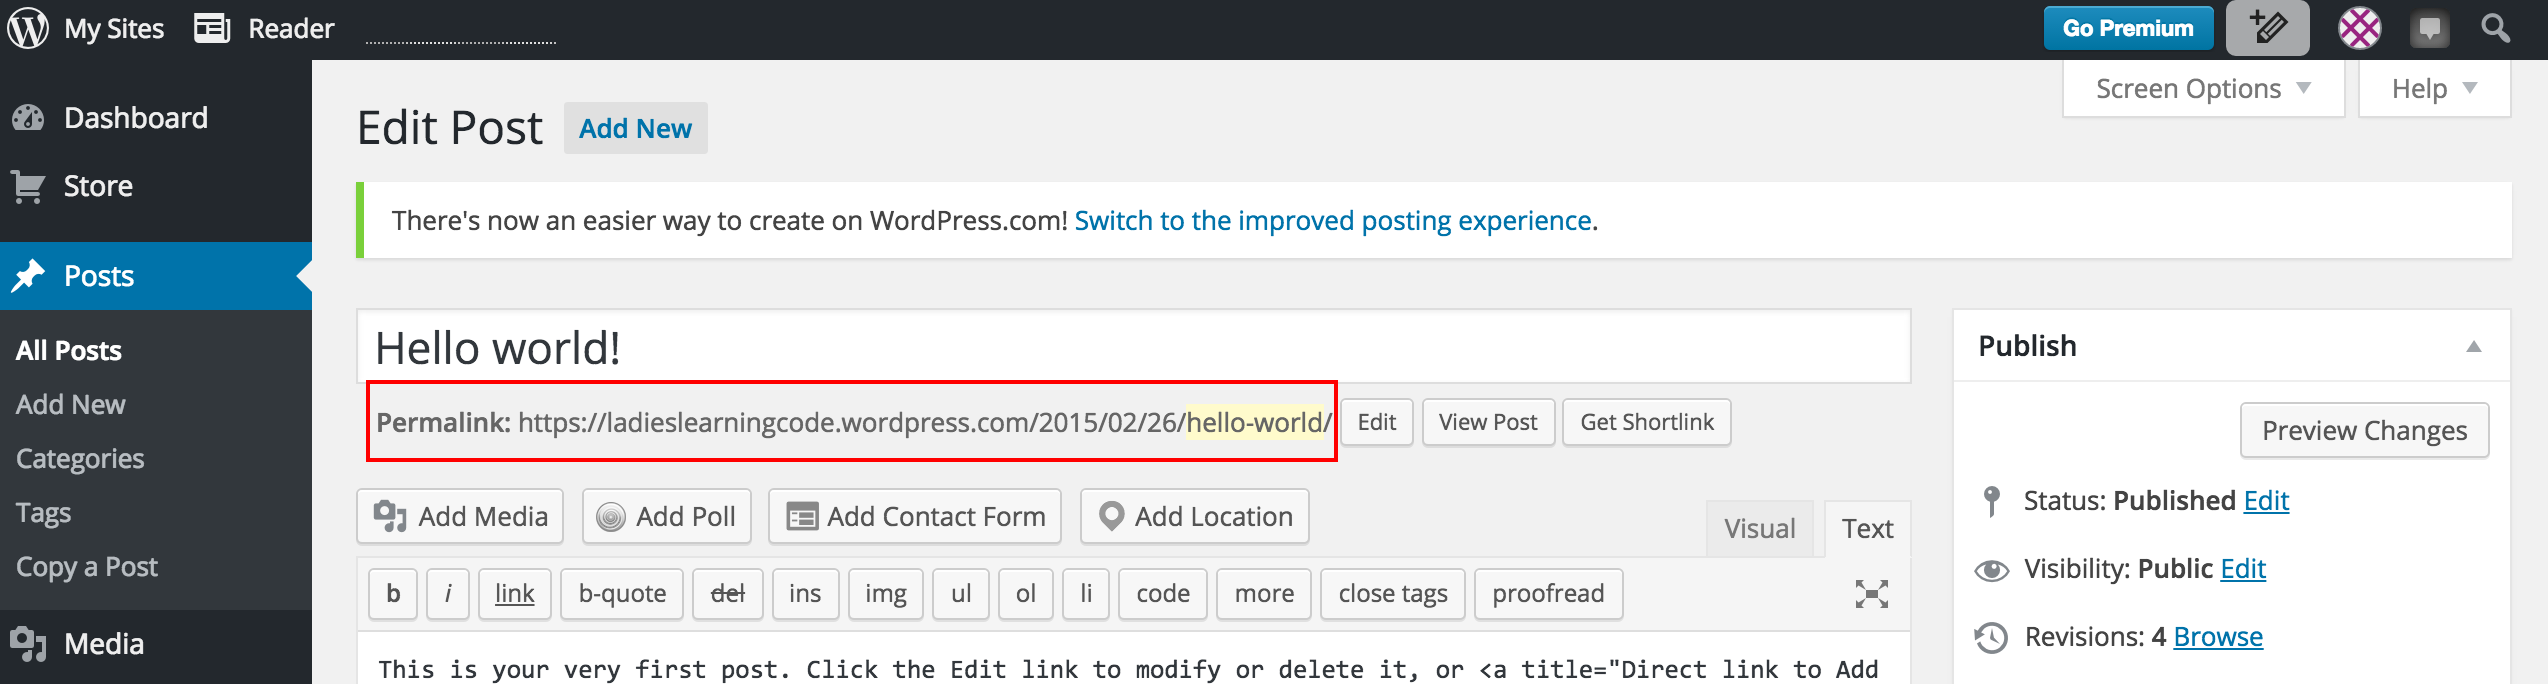 My Sites Reader Go Premium
Screen Options Help
Dashboard
Store
Posts
All Posts
Add New
Categories
Tags
Copy a Post
Media
Edit Post Add New
There's now an easier way to create on WordPress.com! Switch to the improved posting experience.
Hello world!
Permalink: https://ladieslearningcode.wordpress.com/2015/02/26/hello-world/ Edit View Post Get Shortlink
Add Media Add Poll Add Contact Form Add Location
Visual Text
b i link b-quote del ins img ul ol li code more close tags proofread
This is your very first post. Click the Edit link to modify or delete it, or <a title="Direct link to Add
Publish
Preview Changes
Status: Published Edit
Visibility: Public Edit
Revisions: 4 Browse